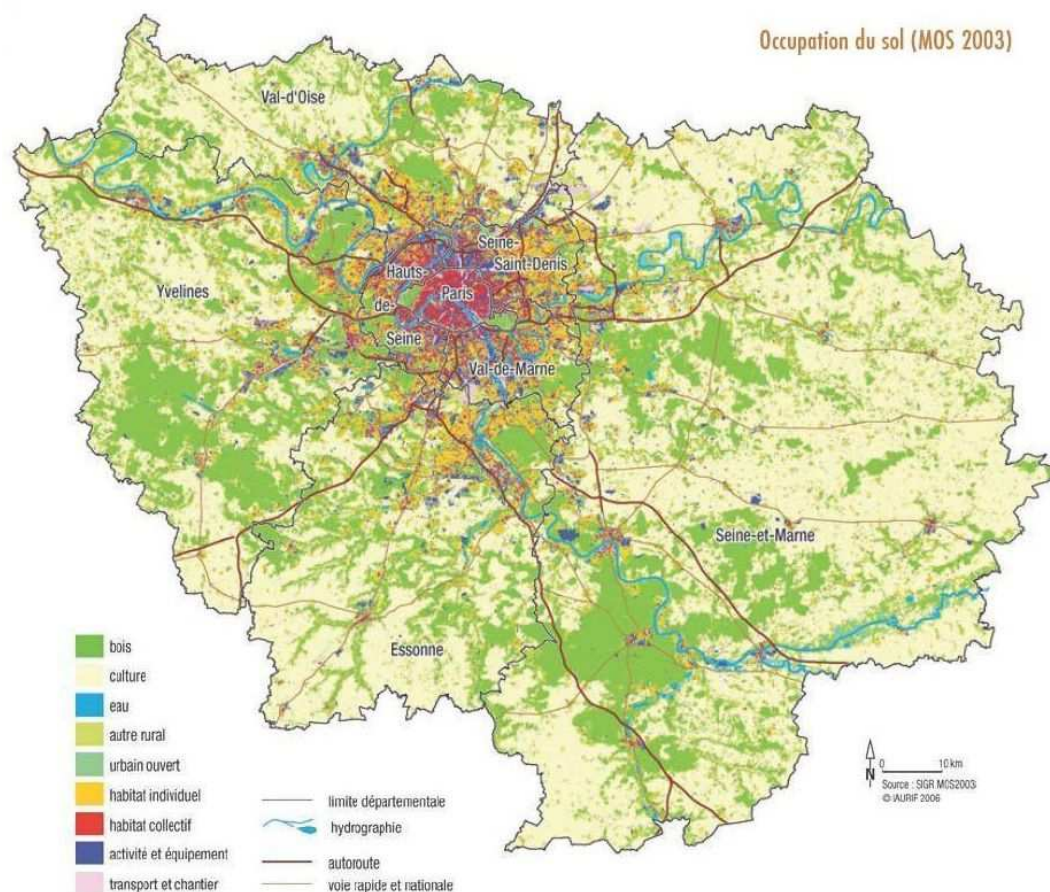 Occupation du sol (MOS 2003)
Val-d'Oise
Seine-
Saint-Denis
Hauts-
Paris
Yvelines
de-
Seine
Val-de-Marne
Seine-et-Marne
Essonne
bois
culture
eau
autre rural
urbain ouvert
habitat individuel
habitat collectif
activité et équipement
transport et chantier
limite départementale
hydrographie
autoroute
voie rapide et nationale
N
0 10 km
Source : SIGR MOS2003
© IAURIF 2006